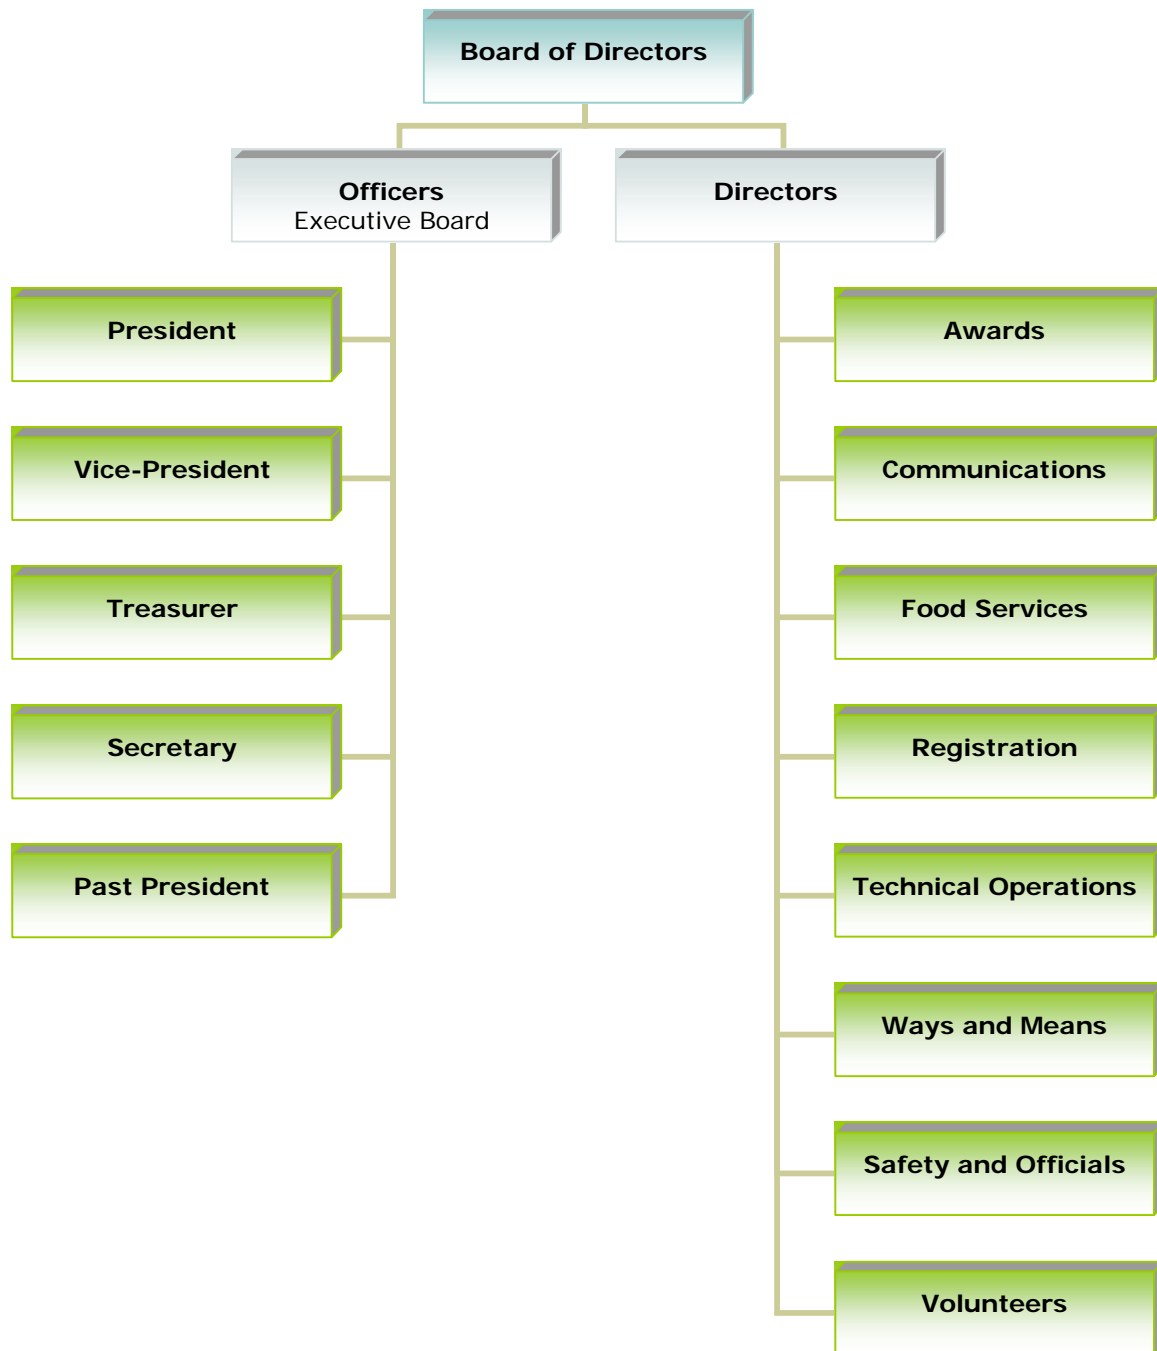 Board of Directors
Officers
Executive Board
Directors
President
Vice-President
Treasurer
Secretary
Past President
Awards
Communications
Food Services
Registration
Technical Operations
Ways and Means
Safety and Officials
Volunteers